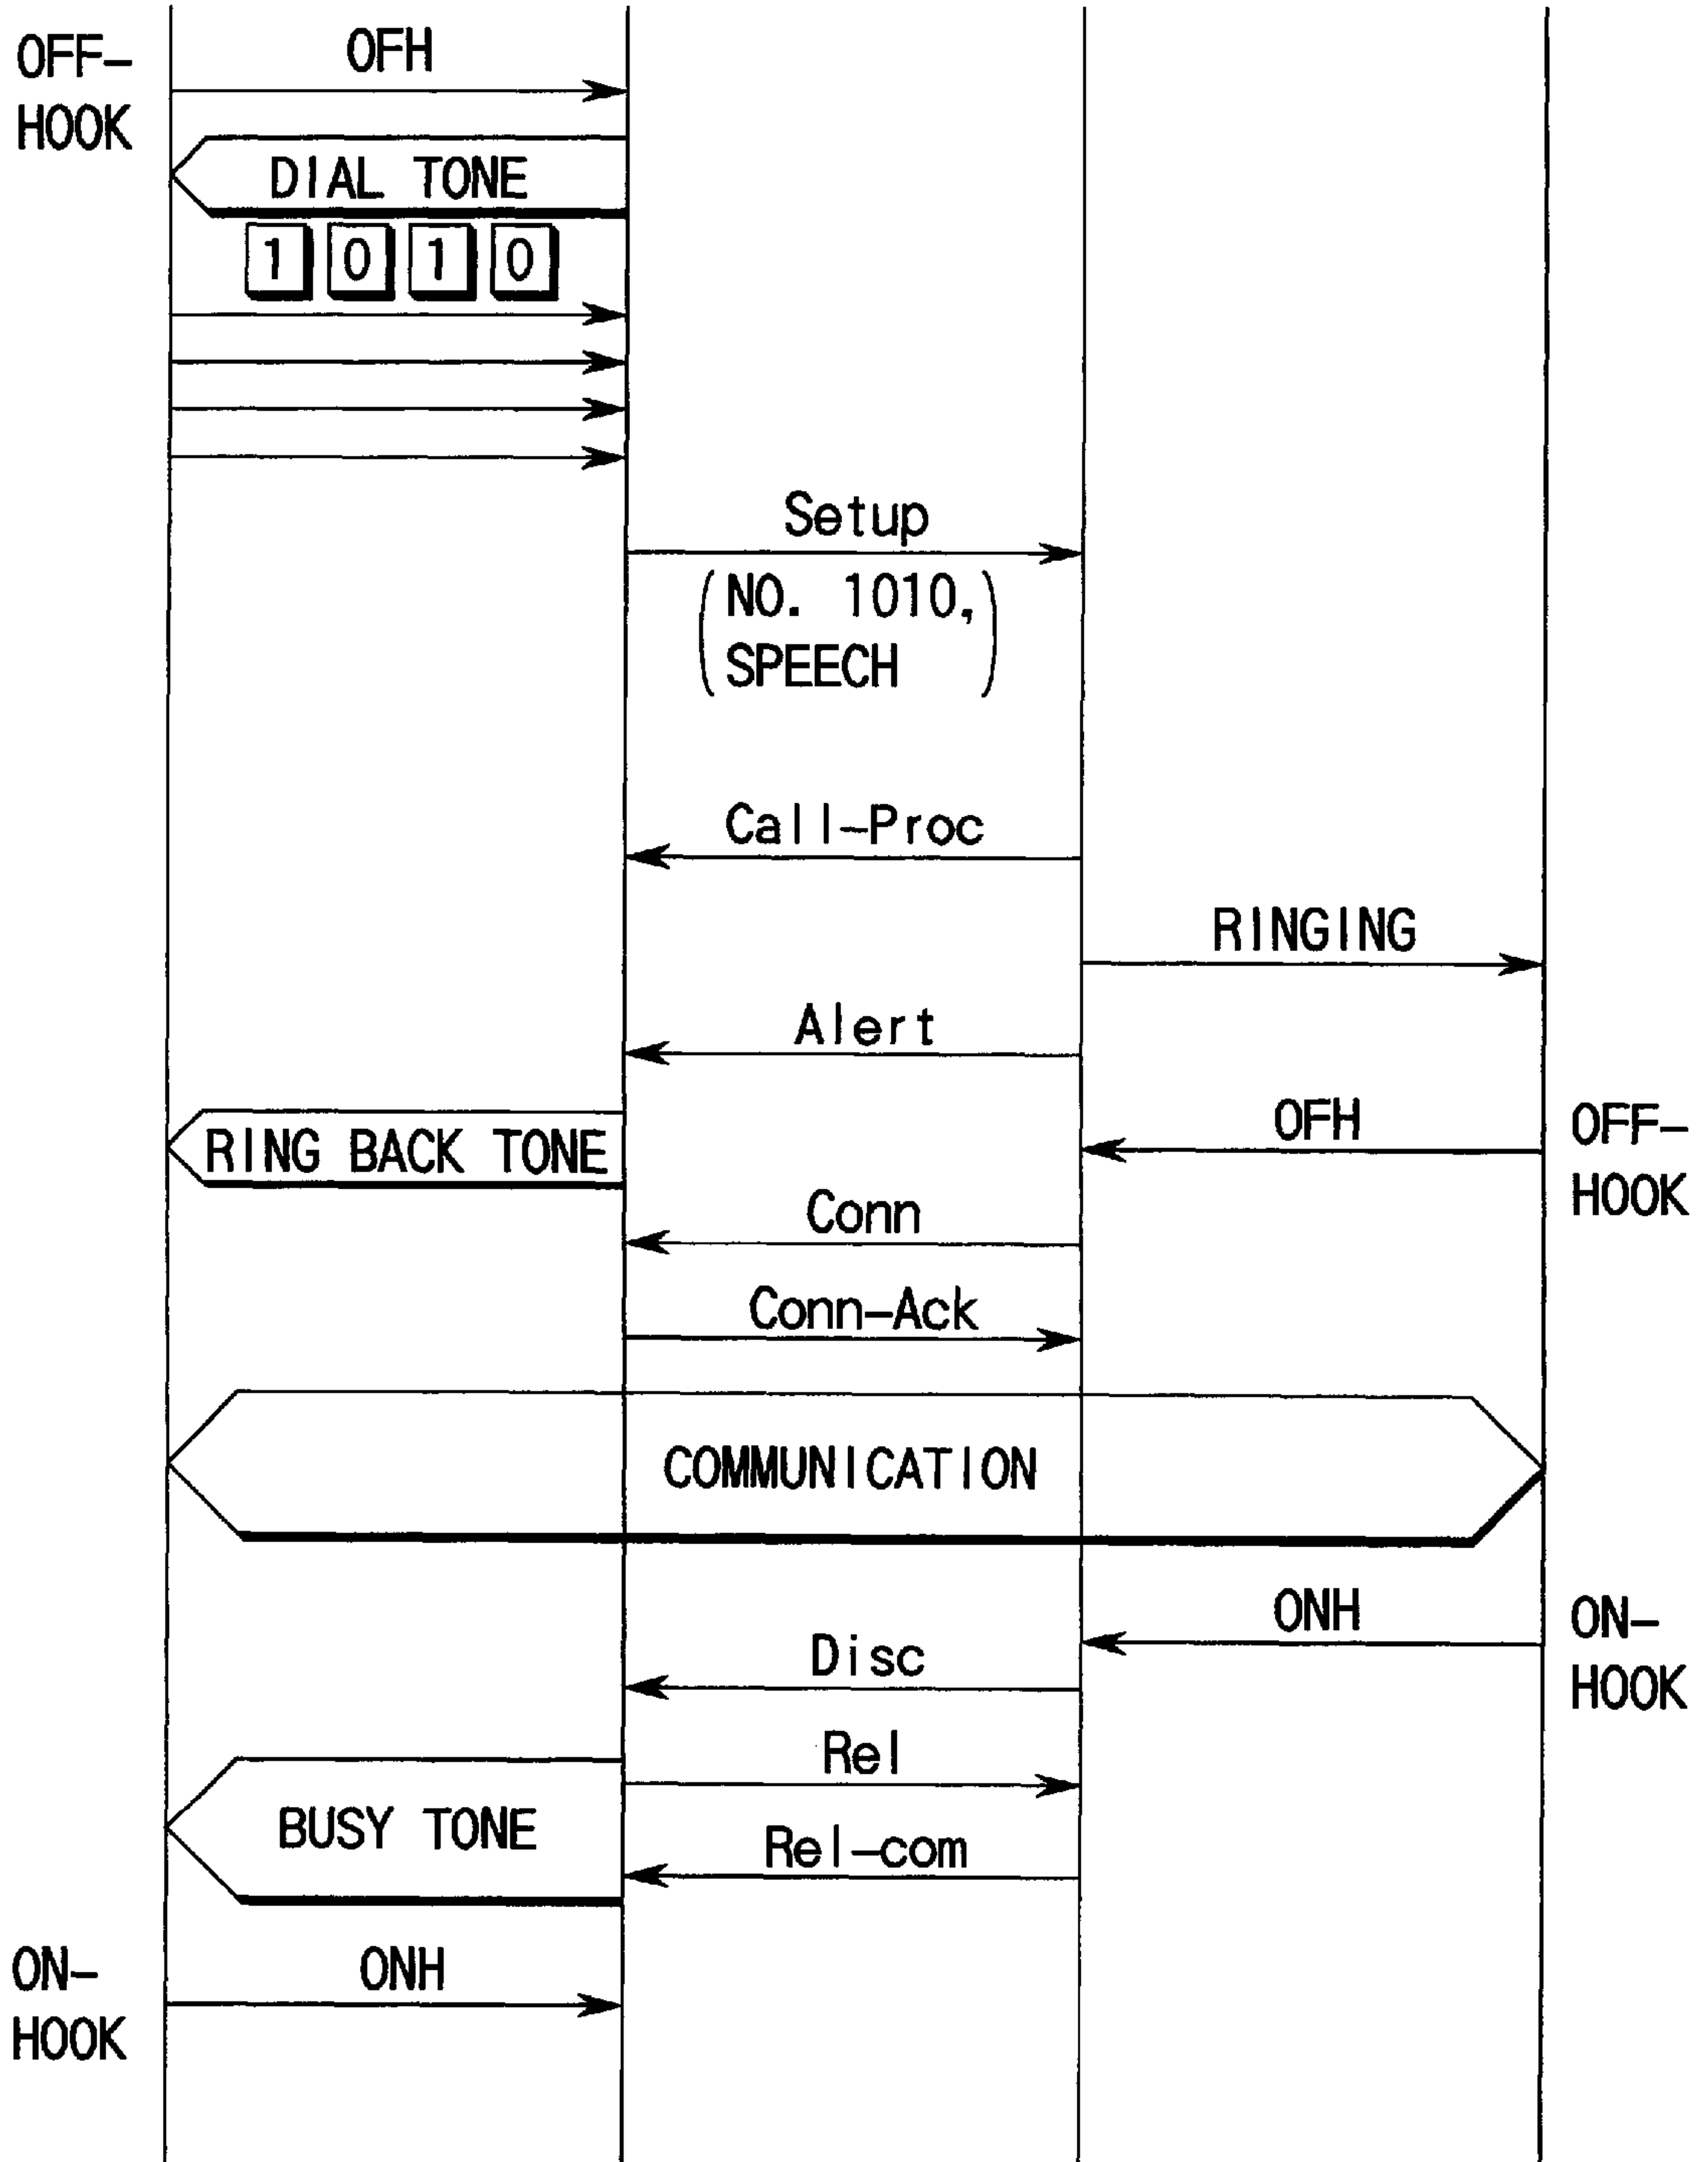 OFF-
HOOK
OFH
DIAL TONE
1 0 1 0
Setup
(NO. 1010,
SPEECH)
Call-Proc
RINGING
Alert
RING BACK TONE
OFH
OFF-
HOOK
Conn
Conn-Ack
COMMUNICATION
ONH
ON-
HOOK
Disc
Rel
BUSY TONE
Rel-com
ON-
HOOK
ONH